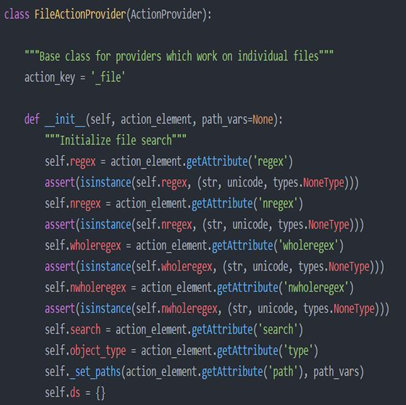 class FileActionProvider(ActionProvider):
"""Base class for providers which work on individual files"""
action_key = '_file'
def __init__(self, action_element, path_vars=None):
"""Initialize file search"""
self.regex = action_element.getAttribute('regex')
assert(isinstance(self.regex, (str, unicode, types.NoneType)))
self.nregex = action_element.getAttribute('nregex')
assert(isinstance(self.nregex, (str, unicode, types.NoneType)))
self.wholeregex = action_element.getAttribute('wholeregex')
assert(isinstance(self.wholeregex, (str, unicode, types.NoneType)))
self.nwholeregex = action_element.getAttribute('nwholeregex')
assert(isinstance(self.nwholeregex, (str, unicode, types.NoneType)))
self.search = action_element.getAttribute('search')
self.object_type = action_element.getAttribute('type')
self._set_paths(action_element.getAttribute('path'), path_vars)
self.ds = {}